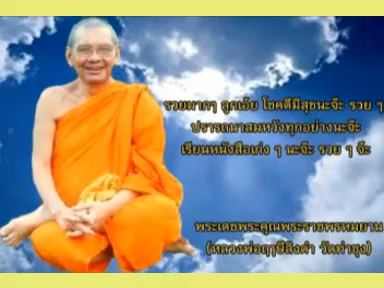 รวยมากๆ ลูกเอ๊ย โชคดีมีสุขนะจ๊ะ รวย ๆ
ปรารถนาสมหวังทุกอย่างนะจ๊ะ
เรียนหนังสือเก่ง ๆ นะจ๊ะ รวย ๆ จ๊ะ
พระเดชพระคุณพระราชพรหมยาน
(หลวงพ่อฤาษีลิงดำ วัดท่าซุง)